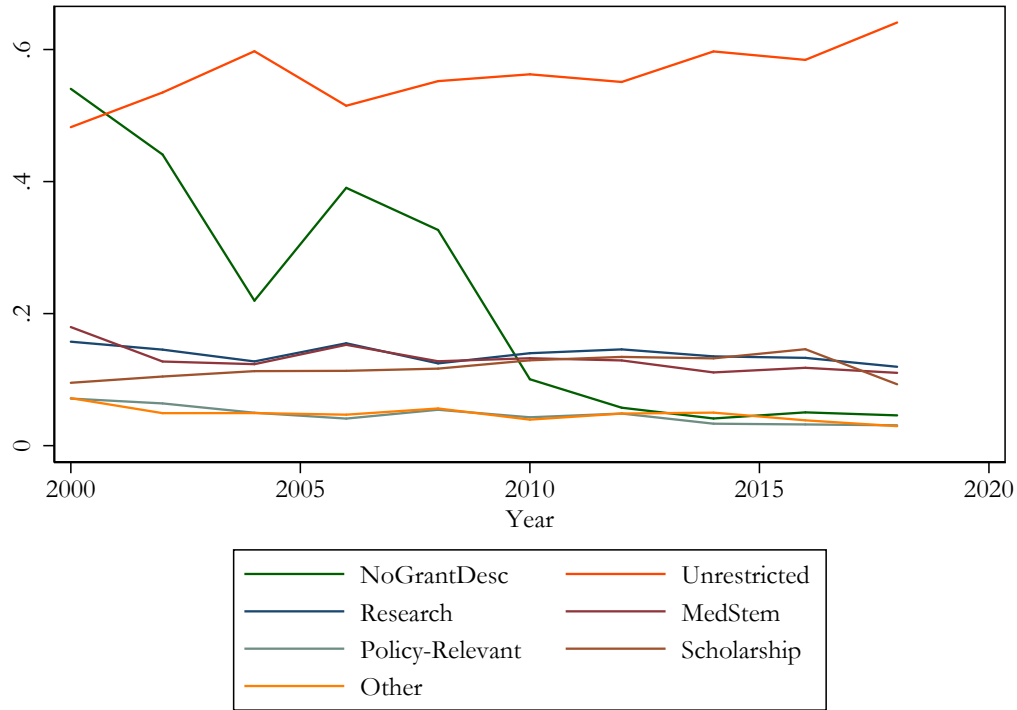 .6
.4
.2
0
2000 2005 2010 2015 2020
Year
NoGrantDesc Unrestricted
Research MedStem
Policy-Relevant Scholarship
Other